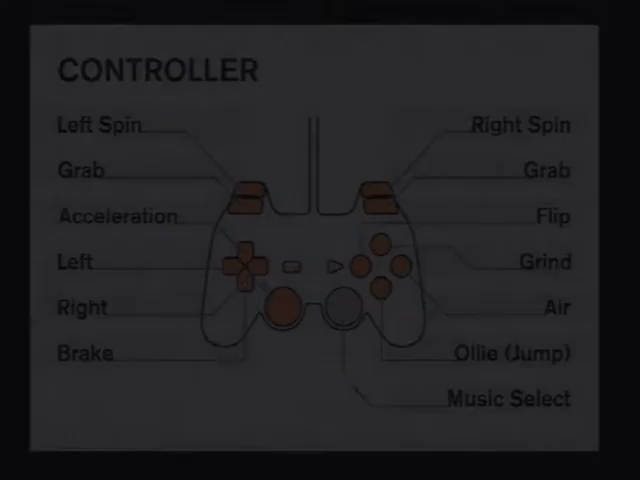 CONTROLLER
Left Spin
Grab
Acceleration
Left
Right
Brake
Right Spin
Grab
Flip
Grind
Air
Ollie (Jump)
Music Select